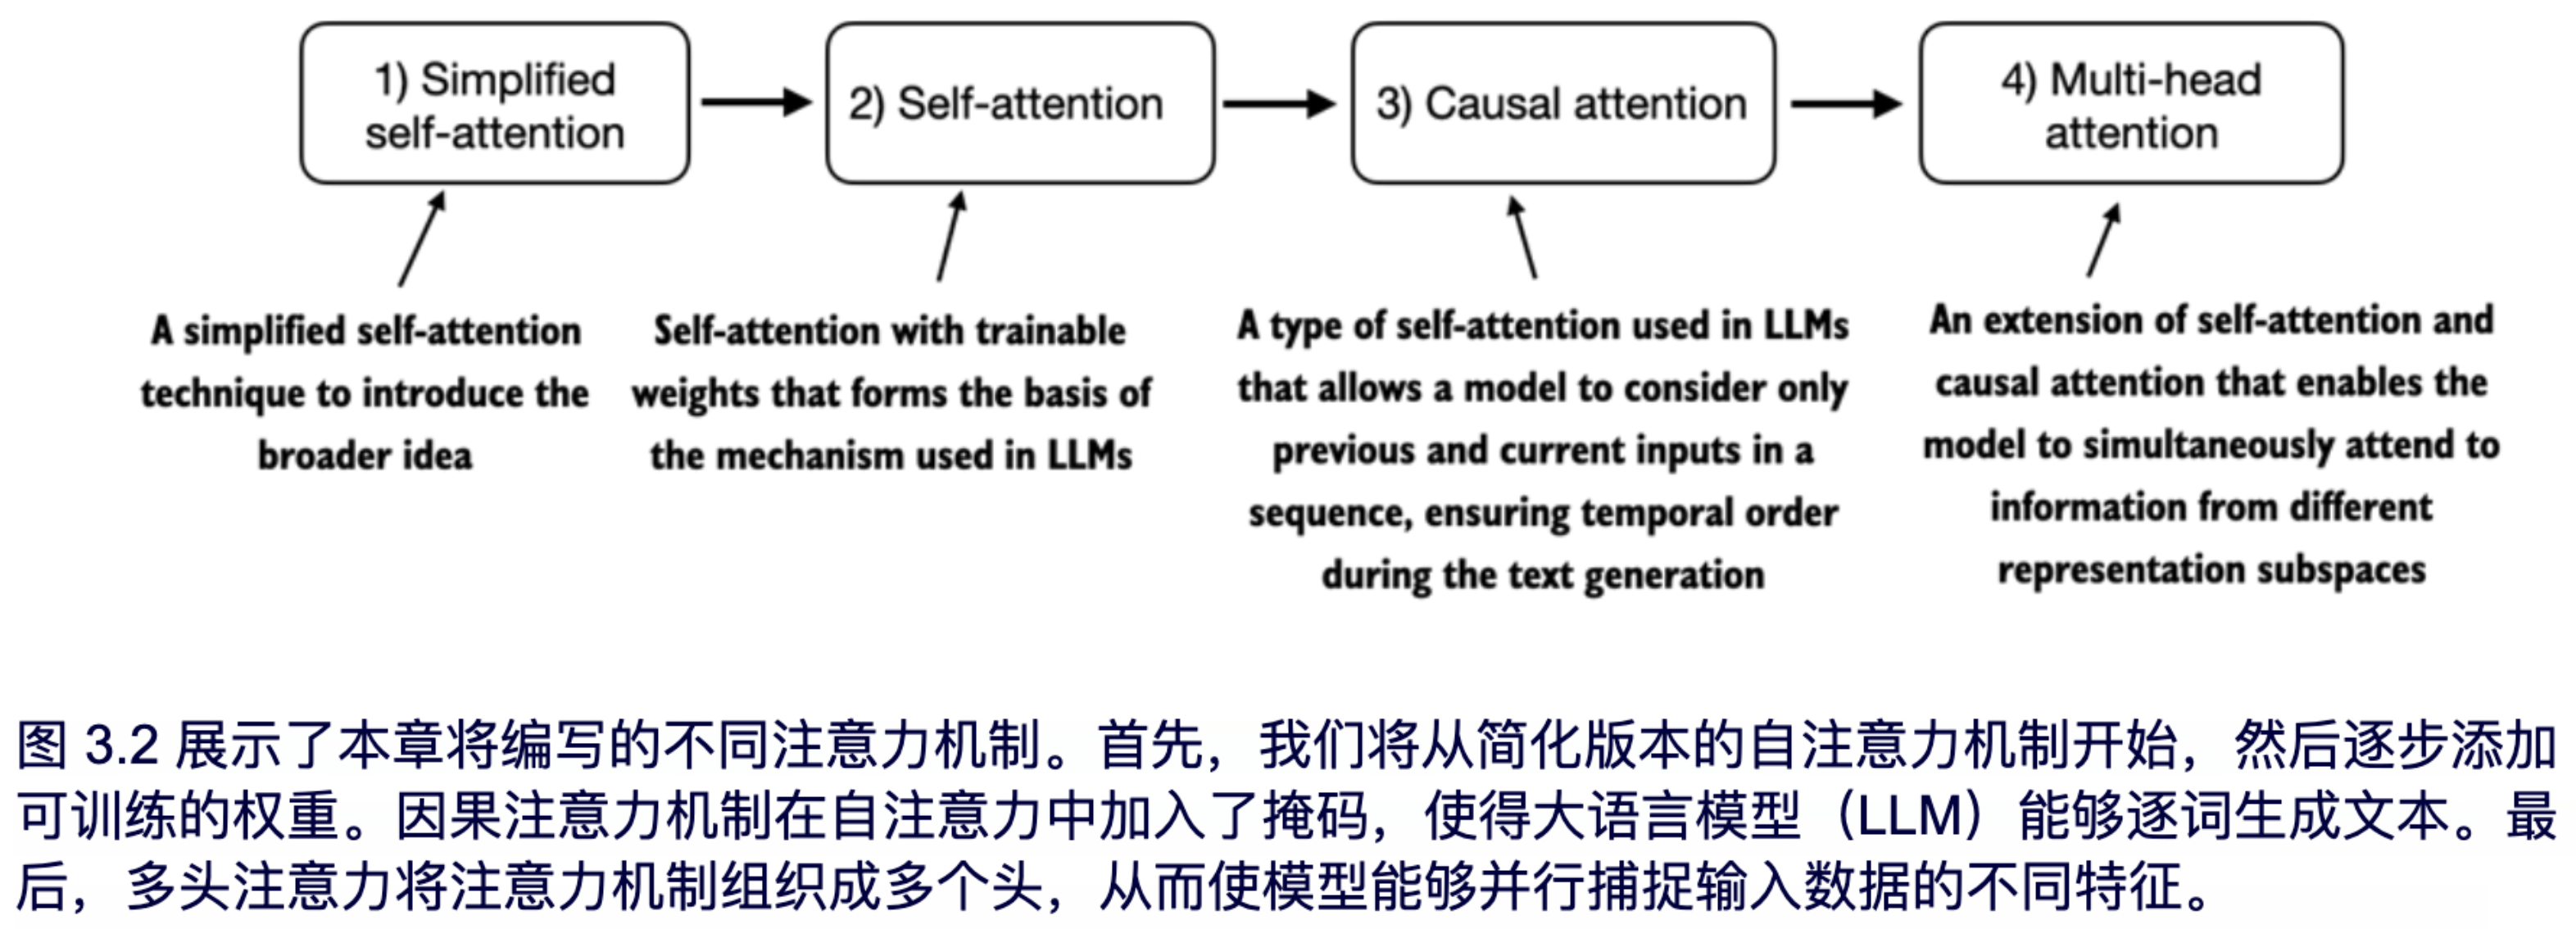 1) Simplified
self-attention
2) Self-attention
3) Causal attention
4) Multi-head
attention
A simplified self-attention
technique to introduce the
broader idea
Self-attention with trainable
weights that forms the basis of
the mechanism used in LLMs
A type of self-attention used in LLMs
that allows a model to consider only
previous and current inputs in a
sequence, ensuring temporal order
during the text generation
An extension of self-attention and
causal attention that enables the
model to simultaneously attend to
information from different
representation subspaces
图 3.2 展示了本章将编写的不同注意力机制。首先，我们将从简化版本的自注意力机制开始，然后逐步添加
可训练的权重。因果注意力机制在自注意力中加入了掩码，使得大语言模型（LLM）能够逐词生成文本。最
后，多头注意力将注意力机制组织成多个头，从而使模型能够并行捕捉输入数据的不同特征。